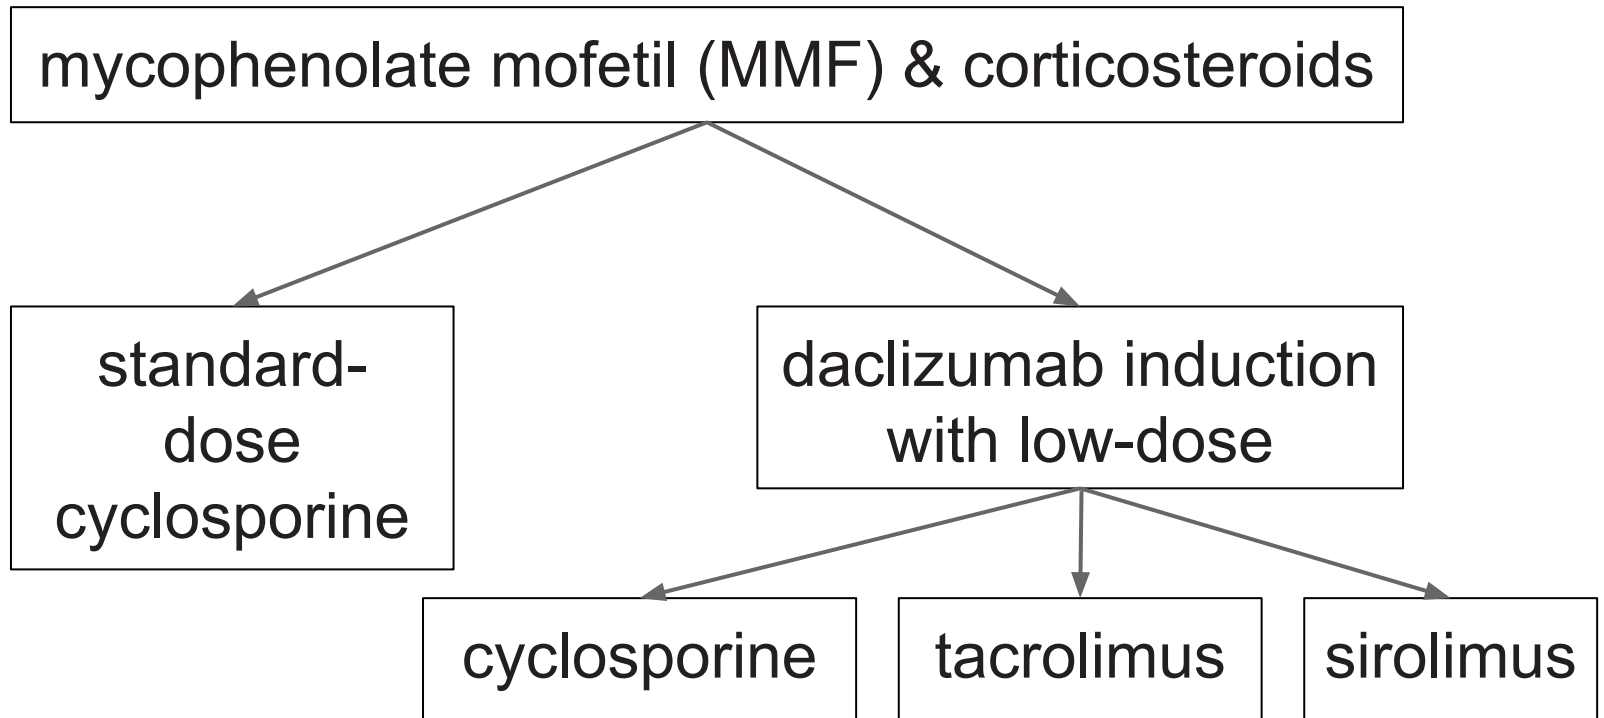 mycophenolate mofetil (MMF) & corticosteroids
standard-
dose
cyclosporine
daclizumab induction
with low-dose
cyclosporine
tacrolimus
sirolimus